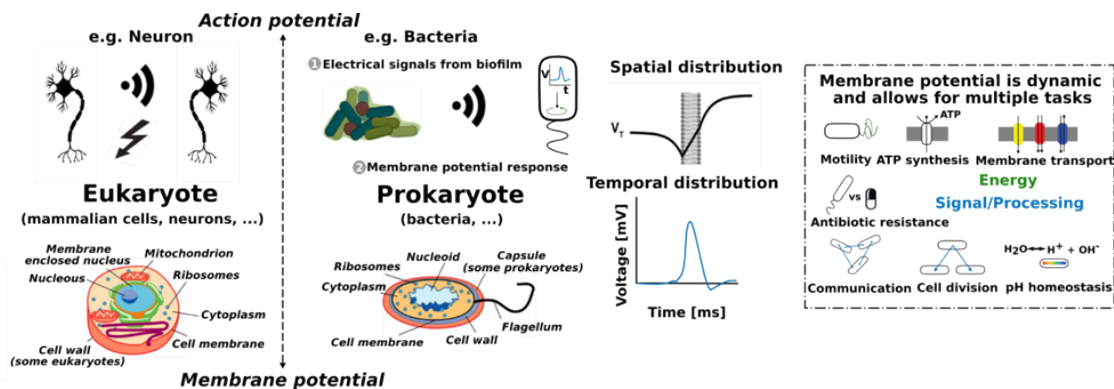 Action potential
e.g. Neuron
Eukaryote
(mammalian cells, neurons, ...)
Membrane
enclosed nucleus
Mitochondrion
Nucleous
Ribosomes
Cytoplasm
Cell membrane
Cell wall
(some eukaryotes)
e.g. Bacteria
1 Electrical signals from biofilm
V
t
2 Membrane potential response
Prokaryote
(bacteria, ...)
Nucleoid
Capsule
(some prokaryotes)
Ribosomes
Cytoplasm
Flagellum
Cell membrane
Cell wall
Membrane potential
Spatial distribution
VT
Temporal distribution
Voltage [mV]
Time [ms]
Membrane potential is dynamic
and allows for multiple tasks
ATP
Motility
ATP synthesis
Membrane transport
Energy
Signal/Processing
vs
Antibiotic resistance
H2O↔H+ + OH-
Communication
Cell division
pH homeostasis